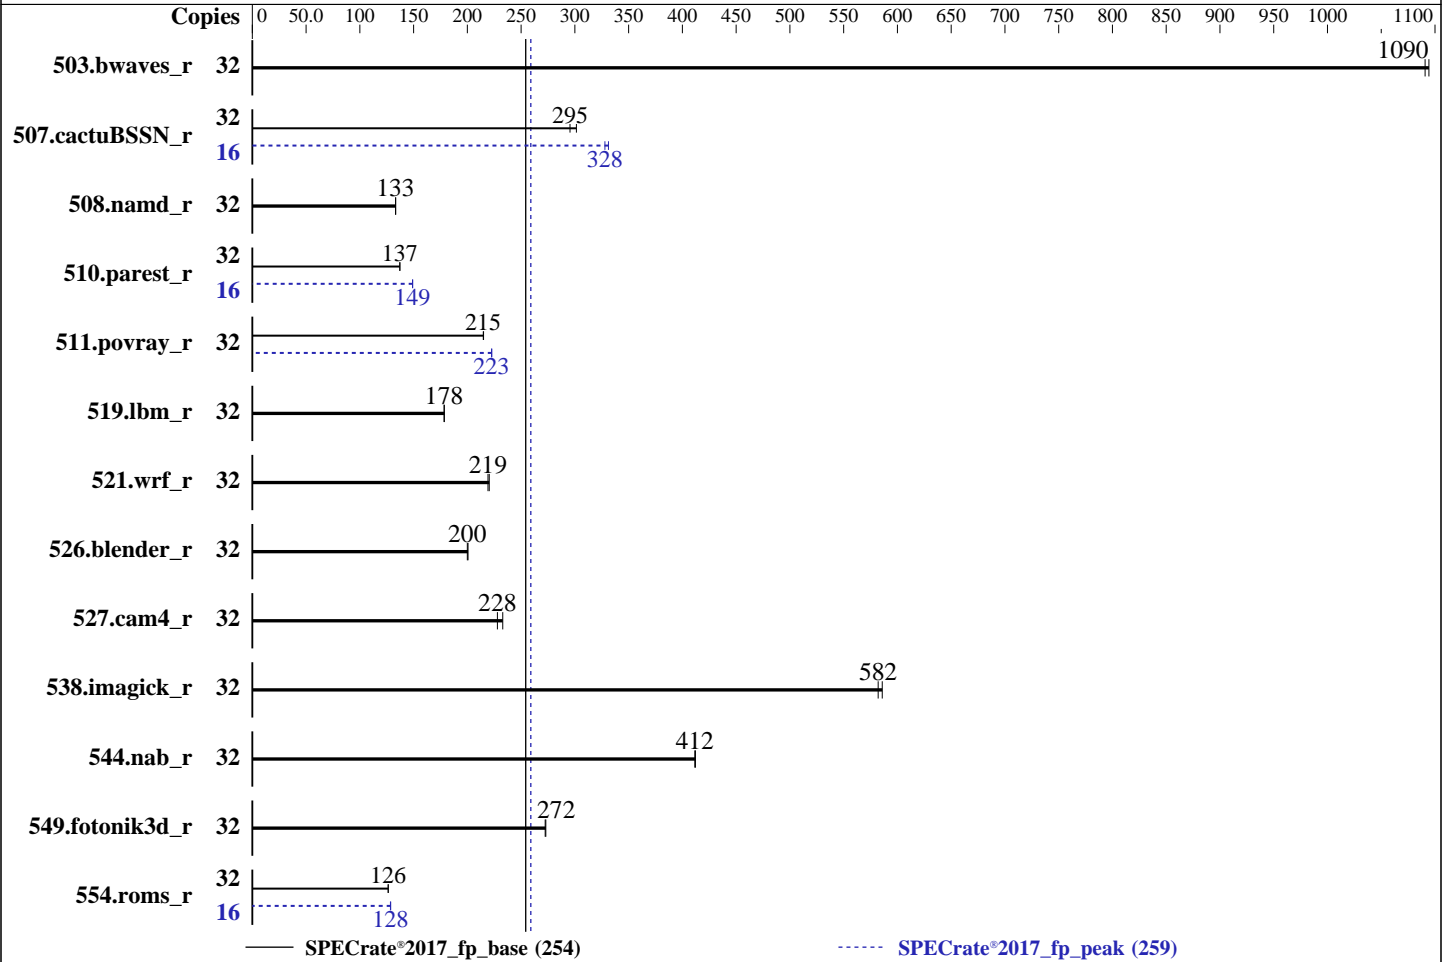 Copies 0 50.0 100 150 200 250 300 350 400 450 500 550 600 650 700 750 800 850 900 950 1000 1100
503.bwaves_r 32 1090
507.cactuBSSN_r 32 295
16 328
508.namd_r 32 133
510.parest_r 32 137
16 149
511.povray_r 32 215
223
519.lbm_r 32 178
521.wrf_r 32 219
526.blender_r 32 200
527.cam4_r 32 228
538.imagick_r 32 582
544.nab_r 32 412
549.fotonik3d_r 32 272
554.roms_r 32 126
16 128
SPECrate®2017_fp_base (254) SPECrate®2017_fp_peak (259)